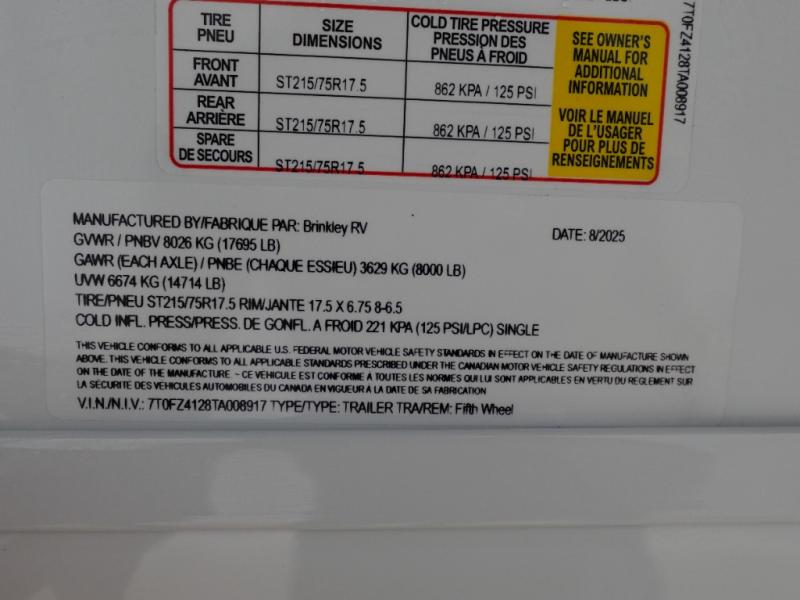 TIRE SIZE COLD TIRE PRESSURE
PNEU DIMENSIONS PRESSION DES
PNEUS À FROID
FRONT
AVANT ST215/75R17.5 862 KPA / 125 PSI
REAR
ARRIÈRE ST215/75R17.5 862 KPA / 125 PSI
SPARE
DE SECOURS ST215/75R17.5 862 KPA / 125 PSI
SEE OWNER'S
MANUAL FOR
ADDITIONAL
INFORMATION
VOIR LE MANUEL
DE L'USAGER
POUR PLUS DE
RENSEIGNEMENTS
7T0FZ4128TA008917
MANUFACTURED BY/FABRIQUE PAR: Brinkley RV DATE: 8/2025
GVWR / PNBV 8026 KG (17695 LB)
GAWR (EACH AXLE) / PNBE (CHAQUE ESSIEU) 3629 KG (8000 LB)
UVW 6674 KG (14714 LB)
TIRE/PNEU ST215/75R17.5 RIM/JANTE 17.5 X 6.75 8-6.5
COLD INFL. PRESS/PRESS. DE GONFL. A FROID 221 KPA (125 PSI/LPC) SINGLE
THIS VEHICLE CONFORMS TO ALL APPLICABLE U.S. FEDERAL MOTOR VEHICLE SAFETY STANDARDS IN EFFECT ON THE DATE OF MANUFACTURE SHOWN
ABOVE. THIS VEHICLE CONFORMS TO ALL APPLICABLE STANDARDS PRESCRIBED UNDER THE CANADIAN MOTOR VEHICLE SAFETY REGULATIONS IN EFFECT
ON THE DATE OF MANUFACTURE. - CE VEHICULE EST CONFORME À TOUTES LES NORMES QUI LUI SONT APPLICABLES EN VERTU DU REGLEMENT SUR
LA SÉCURITÉ DES VEHICULES AUTOMOBILES DU CANADA EN VIGUEUR À LA DATE DE SA FABRICATION
V.I.N./N.I.V.: 7T0FZ4128TA008917 TYPE/TYPE: TRAILER TRA/REM: Fifth Wheel